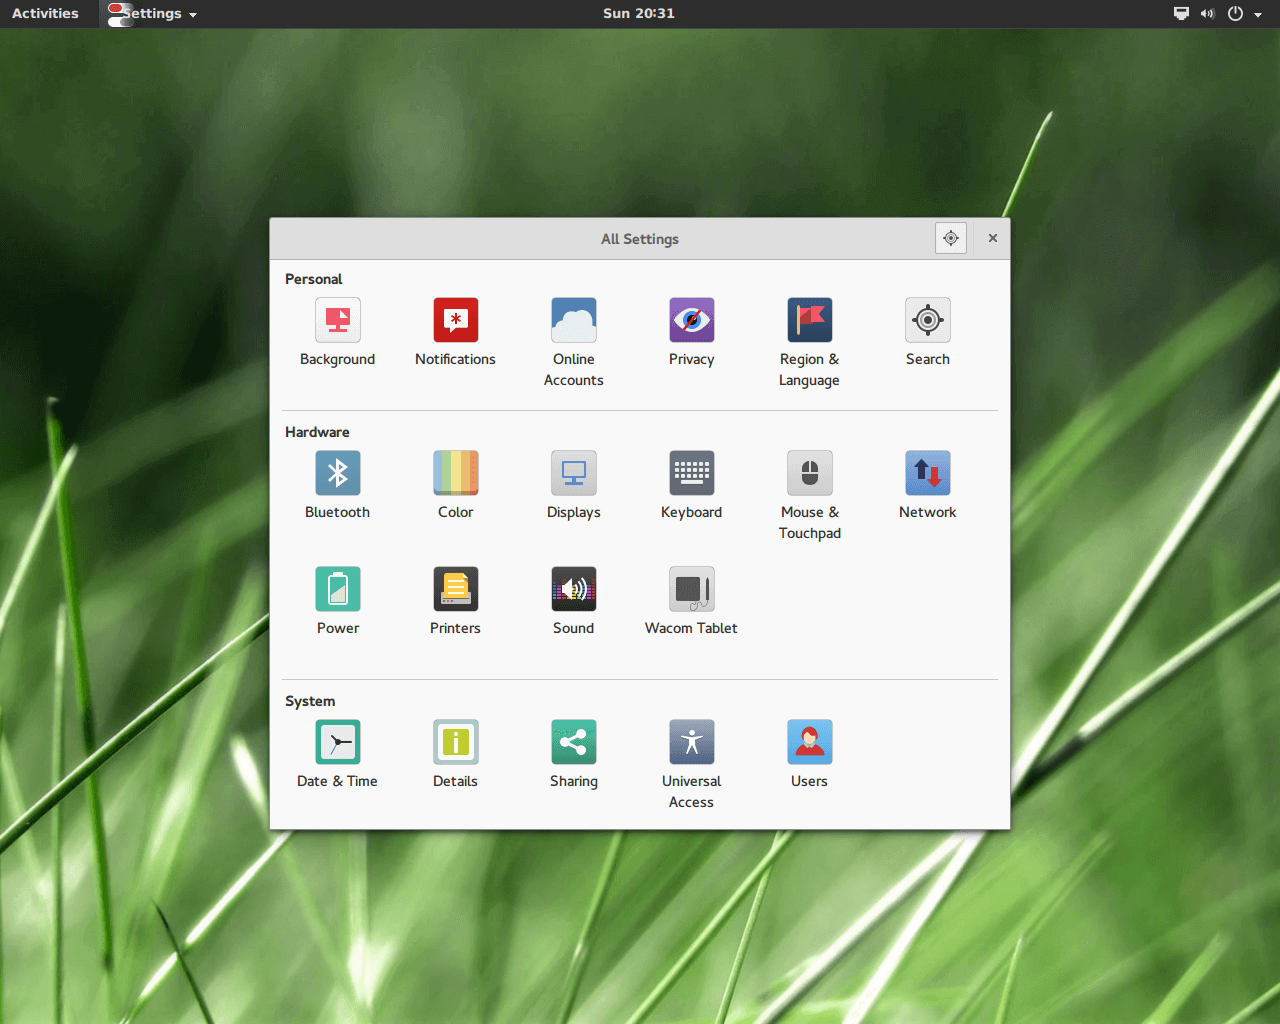 Activities Settings Sun 20:31
All Settings
Personal
Background Notifications Online Accounts Privacy Region & Language Search
Hardware
Bluetooth Color Displays Keyboard Mouse & Touchpad Network
Power Printers Sound Wacom Tablet
System
Date & Time Details Sharing Universal Access Users